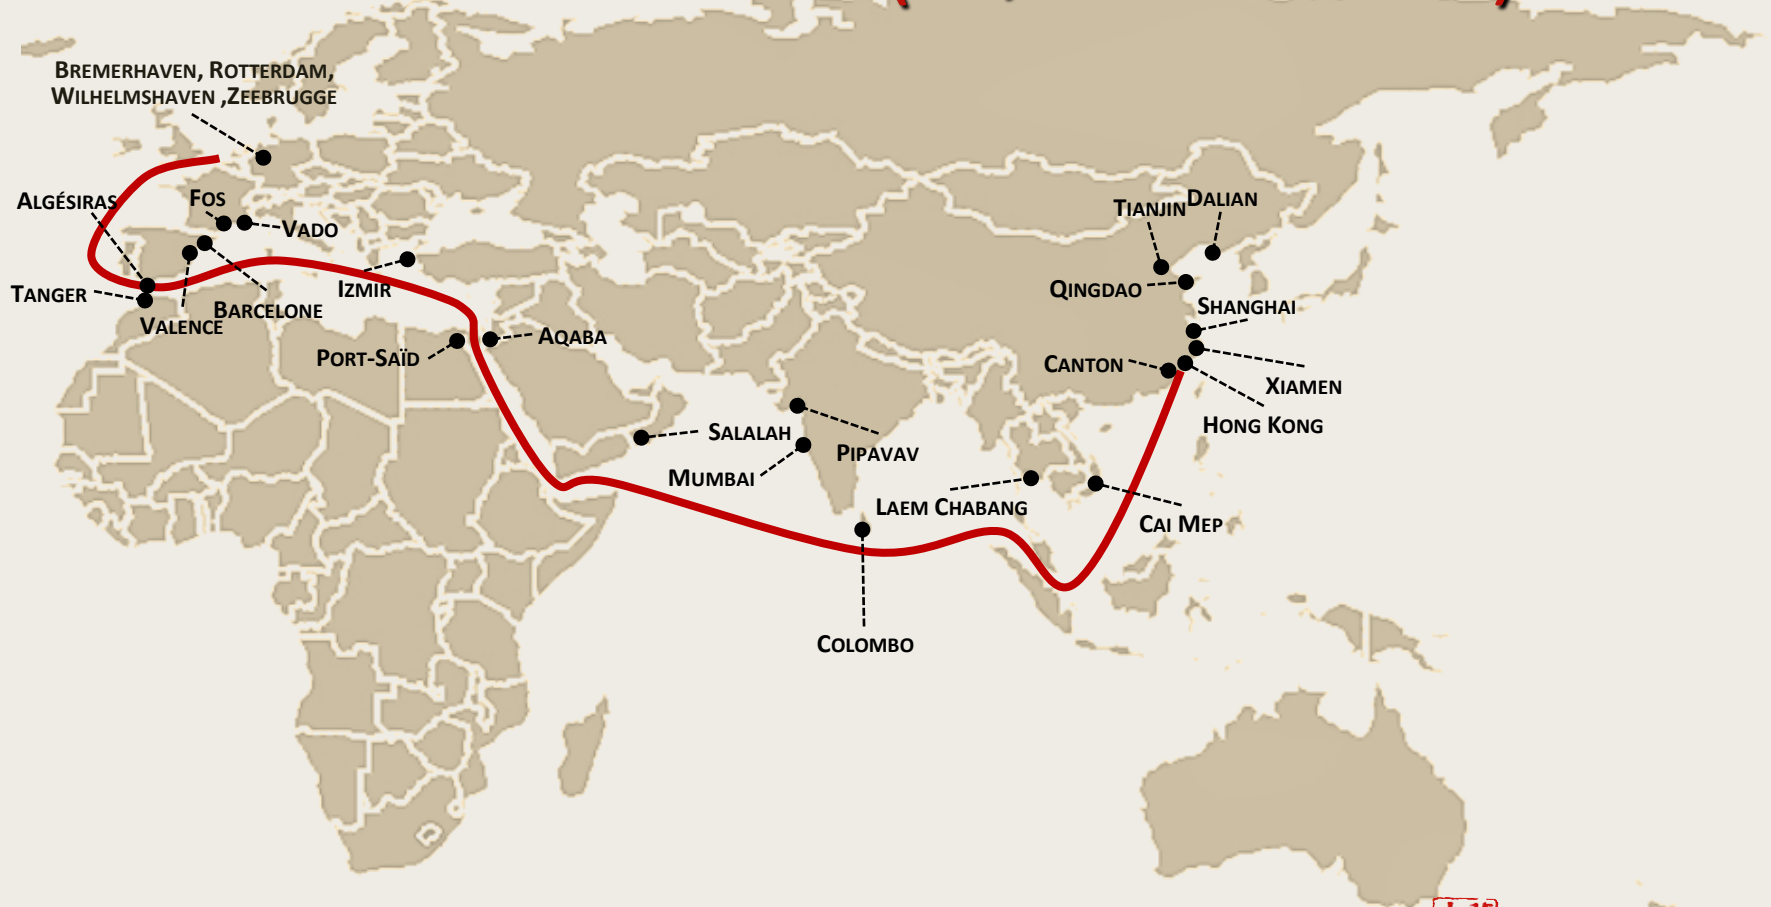 BREMERHAVEN, ROTTERDAM,
WILHELMSHAVEN ,ZEEBRUGGE
ALGÉSIRAS
FOS
VADO
TANGER
VALENCE
BARCELONE
IZMIR
PORT-SAÏD
AQABA
SALALAH
MUMBAI
PIPAVAV
COLOMBO
LAEM CHABANG
CAI MEP
TIANJIN
DALIAN
QINGDAO
SHANGHAI
CANTON
XIAMEN
HONG KONG